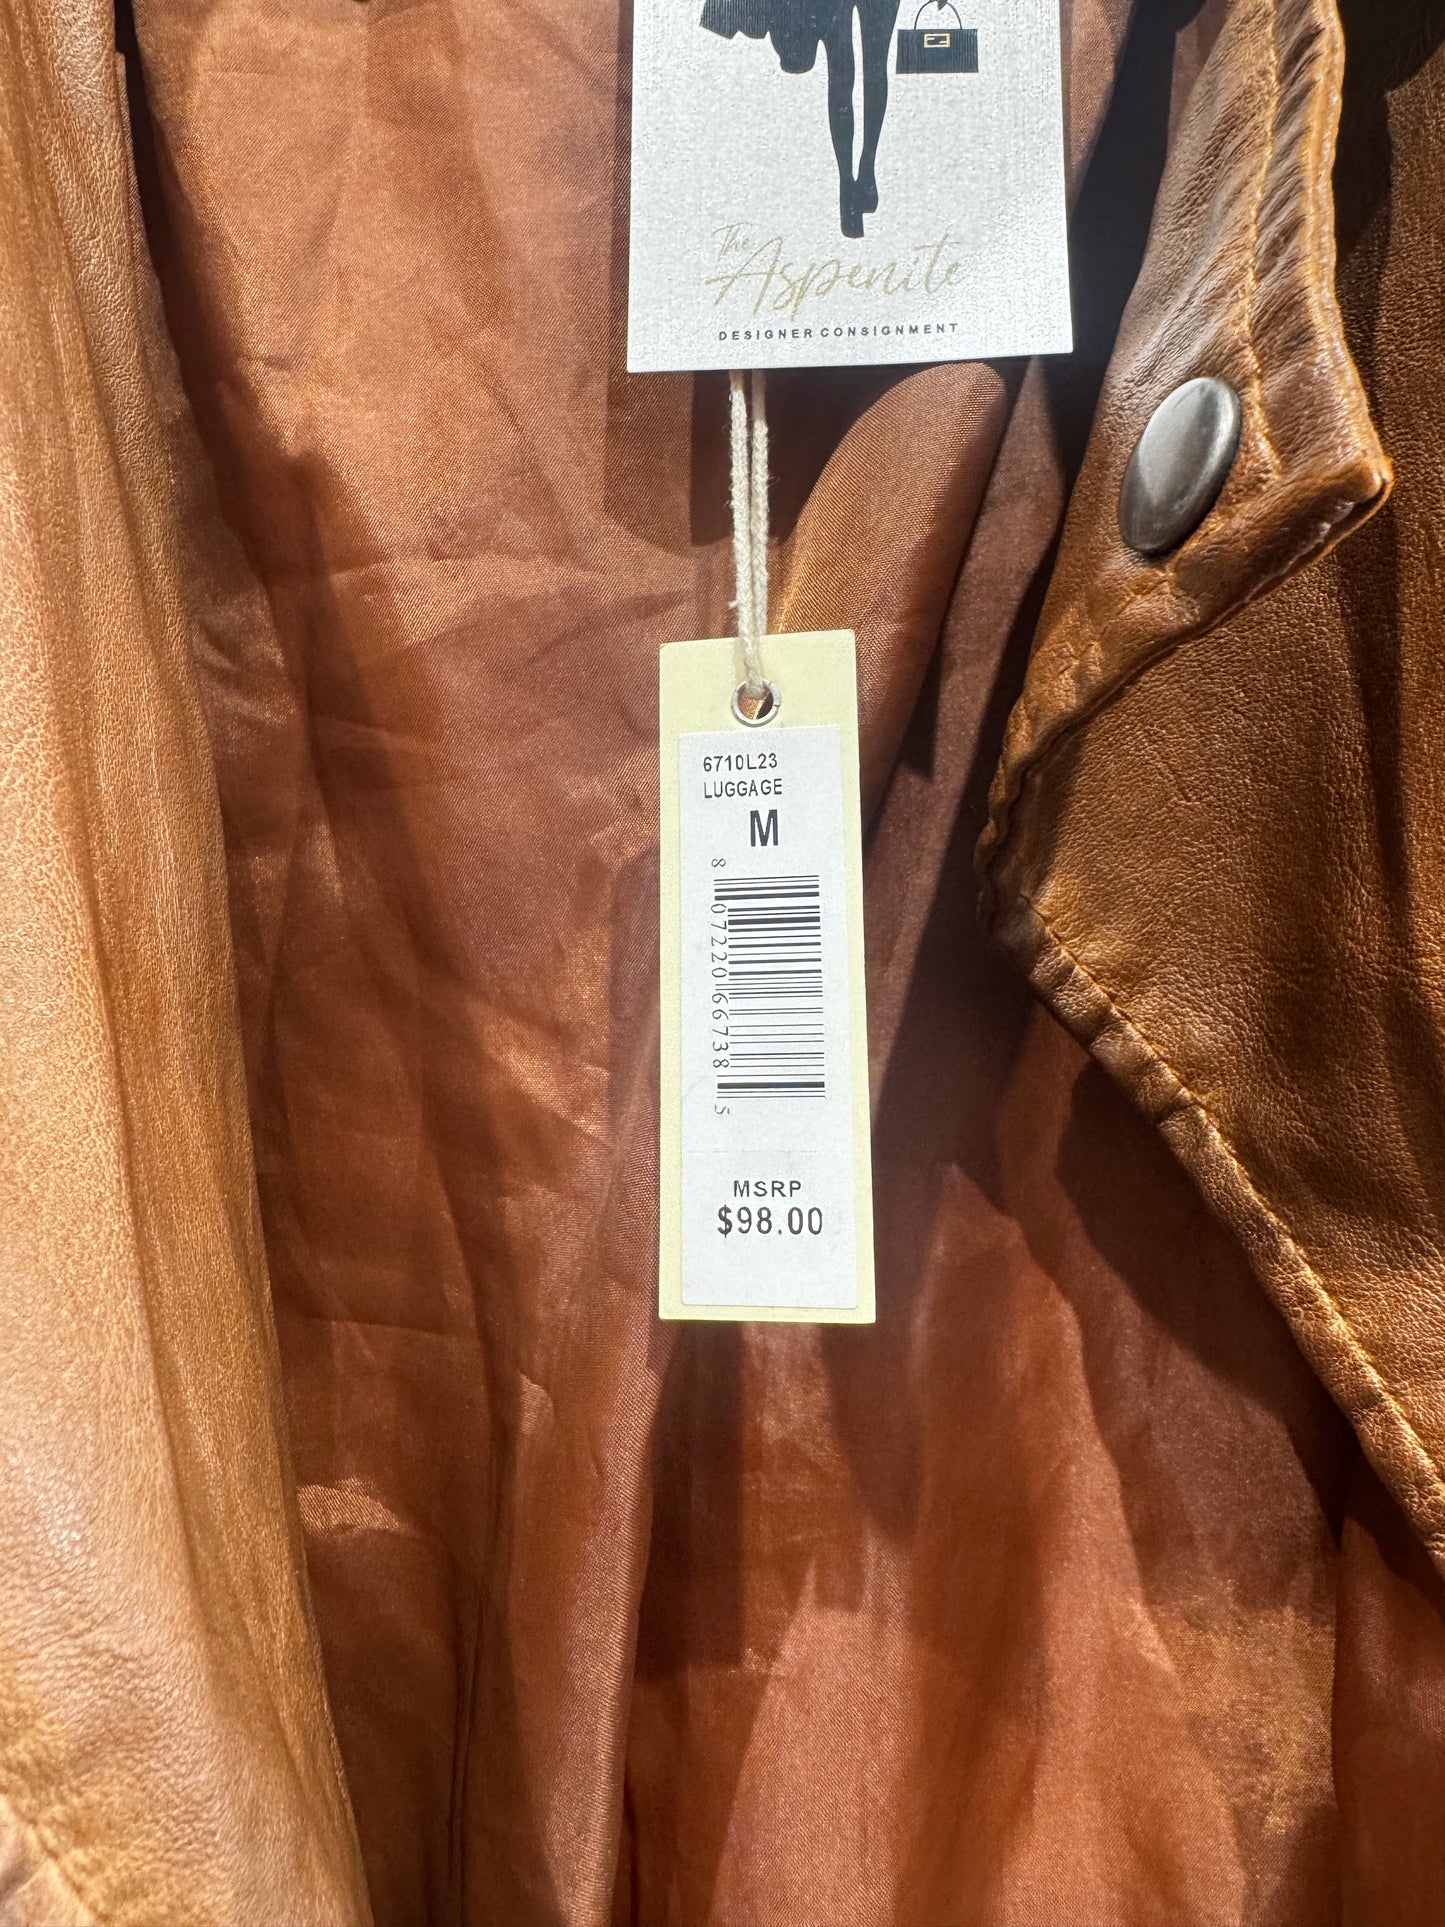 The
Aspenite
DESIGNER CONSIGNMENT
6710L23
LUGGAGE
M
8 07220 66738 5
MSRP
$98.00